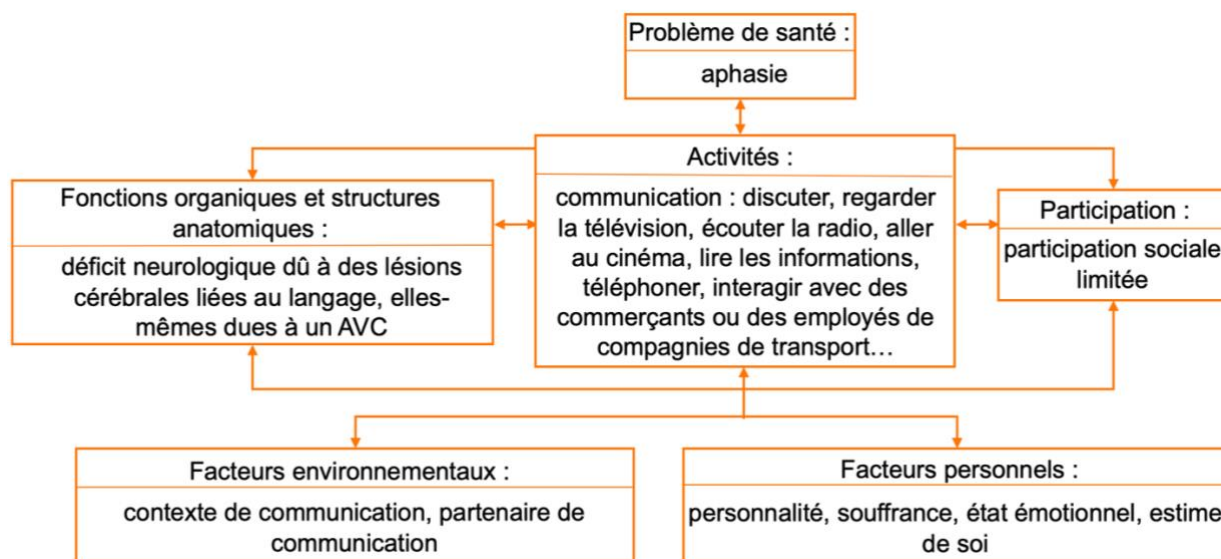 Problème de santé :
aphasie
Activités :
communication : discuter, regarder
la télévision, écouter la radio, aller
au cinéma, lire les informations,
téléphoner, interagir avec des
commerçants ou des employés de
compagnies de transport…
Fonctions organiques et structures
anatomiques :
déficit neurologique dû à des lésions
cérébrales liées au langage, elles-
mêmes dues à un AVC
Participation :
participation sociale
limitée
Facteurs environnementaux :
contexte de communication, partenaire de
communication
Facteurs personnels :
personnalité, souffrance, état émotionnel, estime
de soi